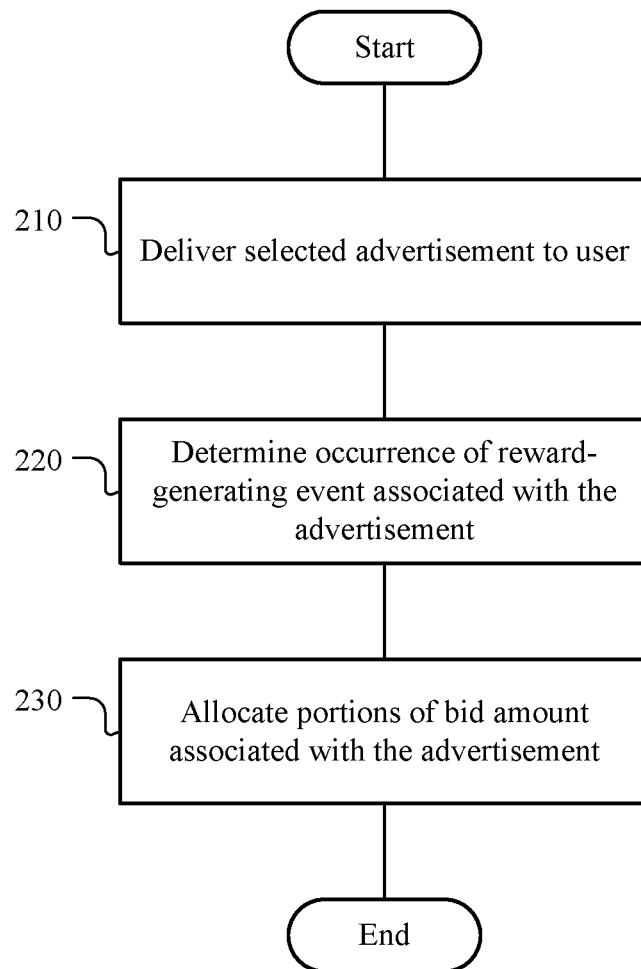 Start
210
Deliver selected advertisement to user
220
Determine occurrence of reward-
generating event associated with the
advertisement
230
Allocate portions of bid amount
associated with the advertisement
End